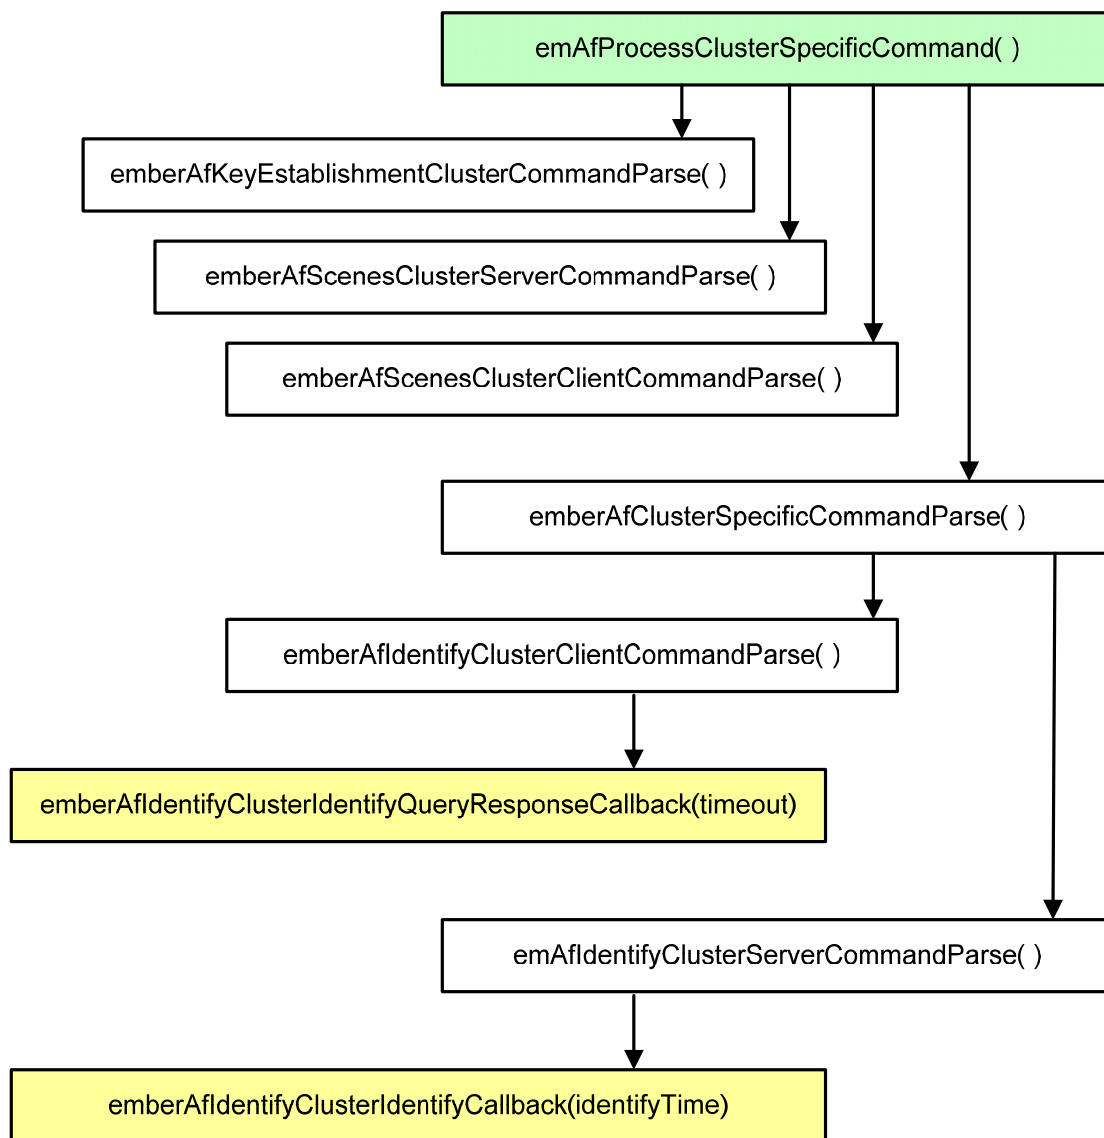 emAfProcessClusterSpecificCommand( )
emberAfKeyEstablishmentClusterCommandParse( )
emberAfScenesClusterServerCommandParse( )
emberAfScenesClusterClientCommandParse( )
emberAfClusterSpecificCommandParse( )
emberAfIdentifyClusterClientCommandParse( )
emberAfIdentifyClusterIdentifyQueryResponseCallback(timeout)
emAfIdentifyClusterServerCommandParse( )
emberAfIdentifyClusterIdentifyCallback(identifyTime)